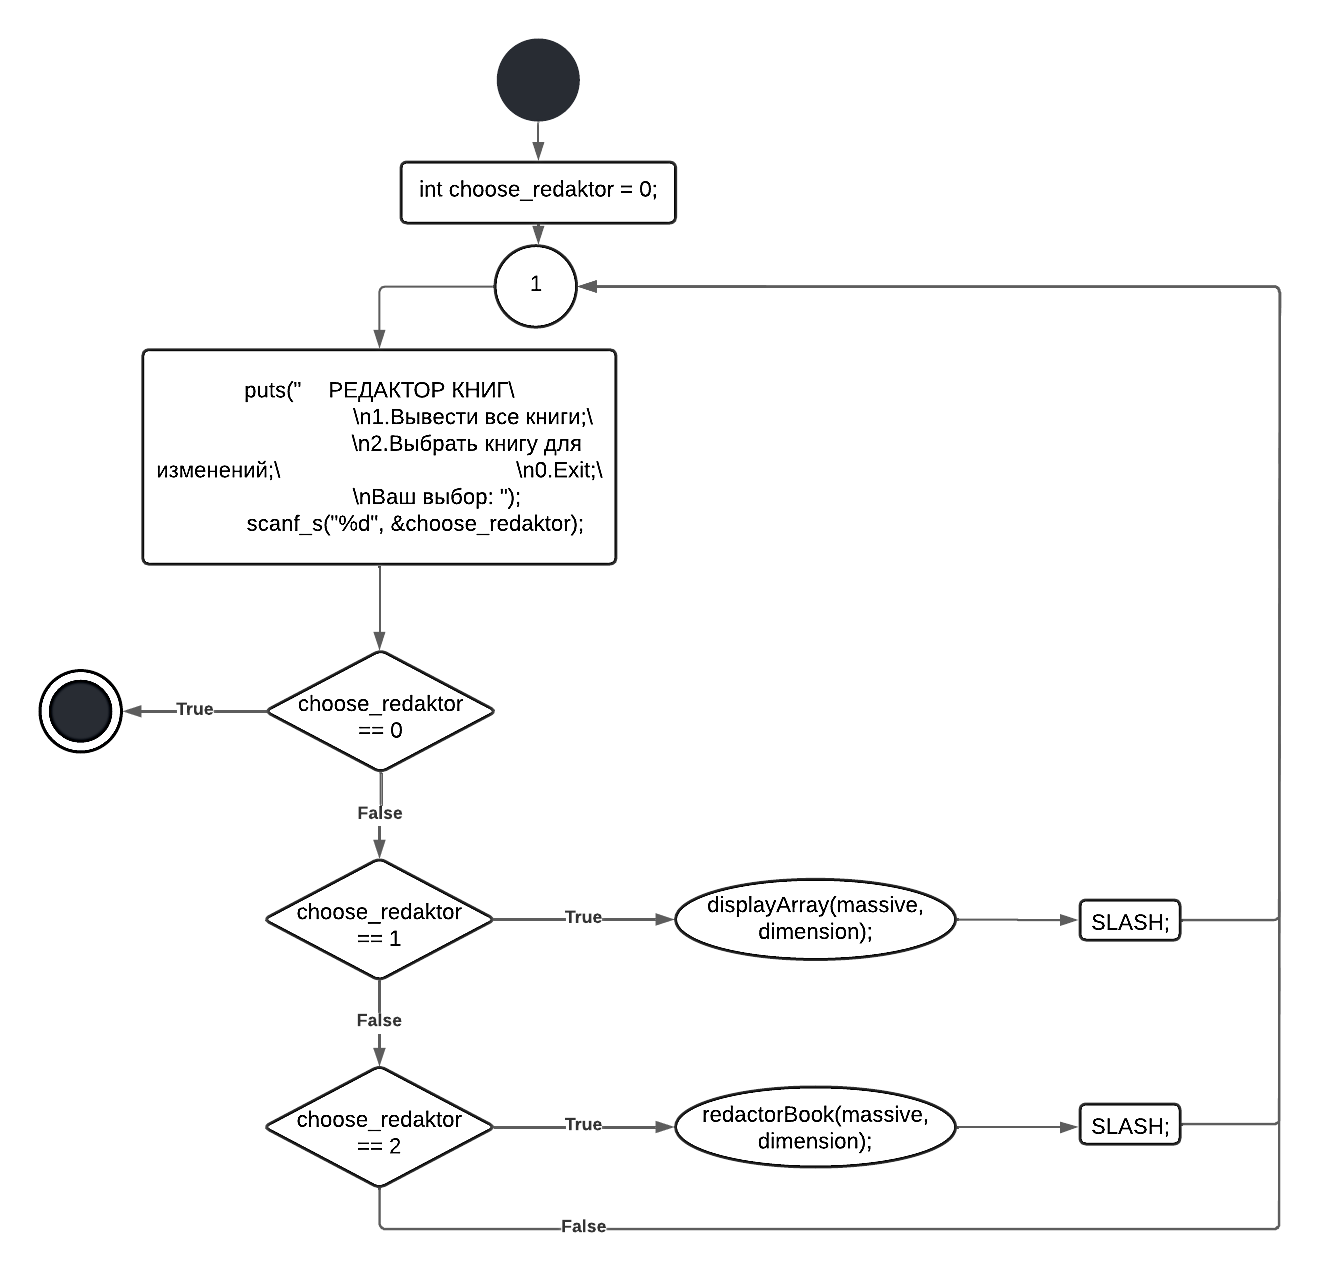 int choose_redaktor = 0;
1
puts("     РЕДАКТОР КНИГ\
\n1.Вывести все книги;\
\n2.Выбрать книгу для
изменений;\                                        \n0.Exit;\
\nВаш выбор: ");
scanf_s("%d", &choose_redaktor);
True
choose_redaktor
== 0
False
choose_redaktor
== 1
True
displayArray(massive,
dimension);
SLASH;
False
choose_redaktor
== 2
True
redactorBook(massive,
dimension);
SLASH;
False